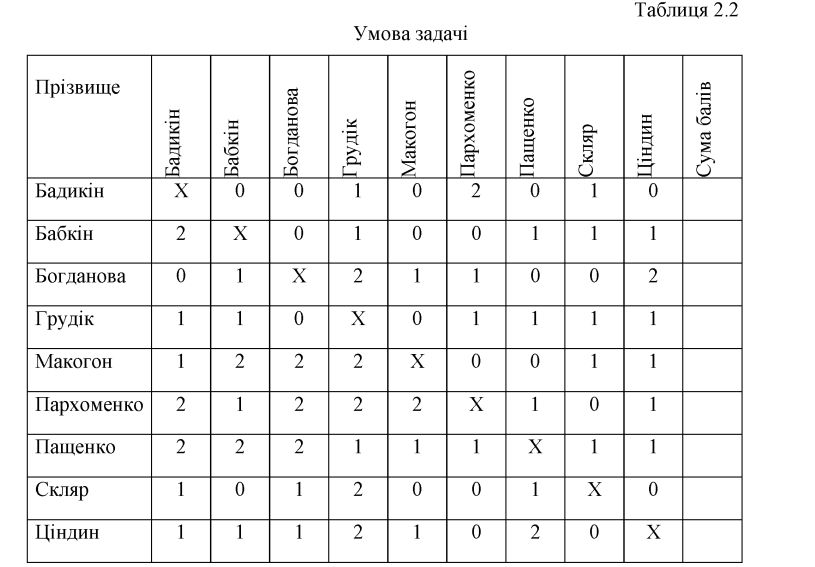 Таблиця 2.2
Умова задачі
Прізвище Бадикін Бабкін Богданова Грудік Макогон Пархоменко Пащенко Скляр Ціндин Сума балів
Бадикін X 0 0 1 0 2 0 1 0
Бабкін 2 X 0 1 0 0 1 1 1
Богданова 0 1 X 2 1 1 0 0 2
Грудік 1 1 0 X 0 1 1 1 1
Макогон 1 2 2 2 X 0 0 1 1
Пархоменко 2 1 2 2 2 X 1 0 1
Пащенко 2 2 2 1 1 1 X 1 1
Скляр 1 0 1 2 0 0 1 X 0
Ціндин 1 1 1 2 1 0 2 0 X